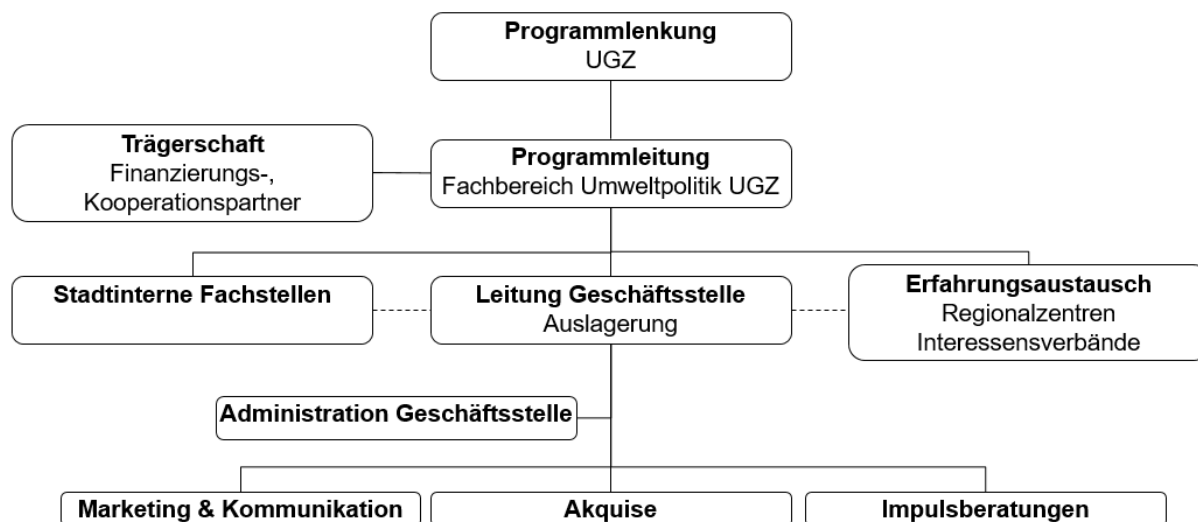 Programmlenkung
UGZ
Trägerschaft
Finanzierungs-,
Kooperationspartner
Programmleitung
Fachbereich Umweltpolitik UGZ
Stadtinterne Fachstellen
Leitung Geschäftsstelle
Auslagerung
Erfahrungsaustausch
Regionalzentren
Interessensverbände
Administration Geschäftsstelle
Marketing & Kommunikation
Akquise
Impulsberatungen